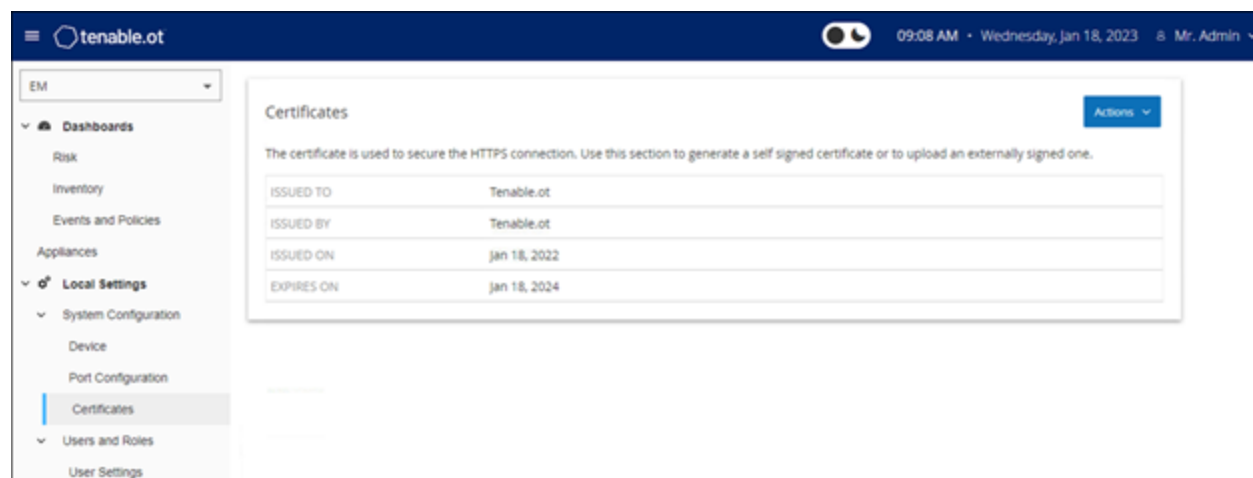 tenable.ot
09:08 AM • Wednesday, Jan 18, 2023 Mr. Admin
EM
Dashboards
Risk
Inventory
Events and Policies
Appliances
Local Settings
System Configuration
Device
Port Configuration
Certificates
Users and Roles
User Settings
Certificates
Actions
The certificate is used to secure the HTTPS connection. Use this section to generate a self signed certificate or to upload an externally signed one.
ISSUED TO Tenable.ot
ISSUED BY Tenable.ot
ISSUED ON Jan 18, 2022
EXPIRES ON Jan 18, 2024